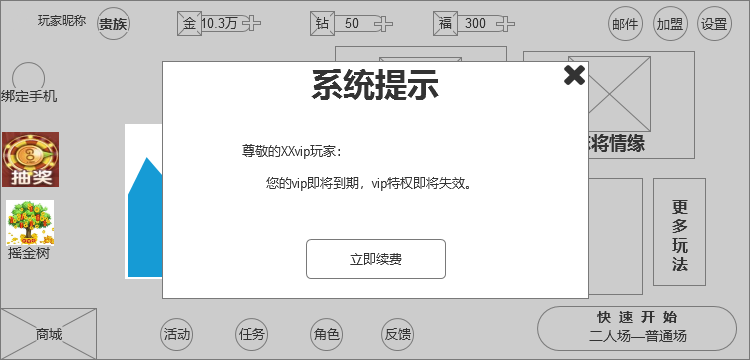 玩家昵称
贵族
金
10.3万
钻
50
福
300
邮件
加盟
设置
绑定手机
抽奖
摇金树
系统提示
尊敬的XXvip玩家：
您的vip即将到期，vip特权即将失效。
立即续费
将情缘
更多玩法
商城
活动
任务
角色
反馈
快 速 开 始
二人场—普通场